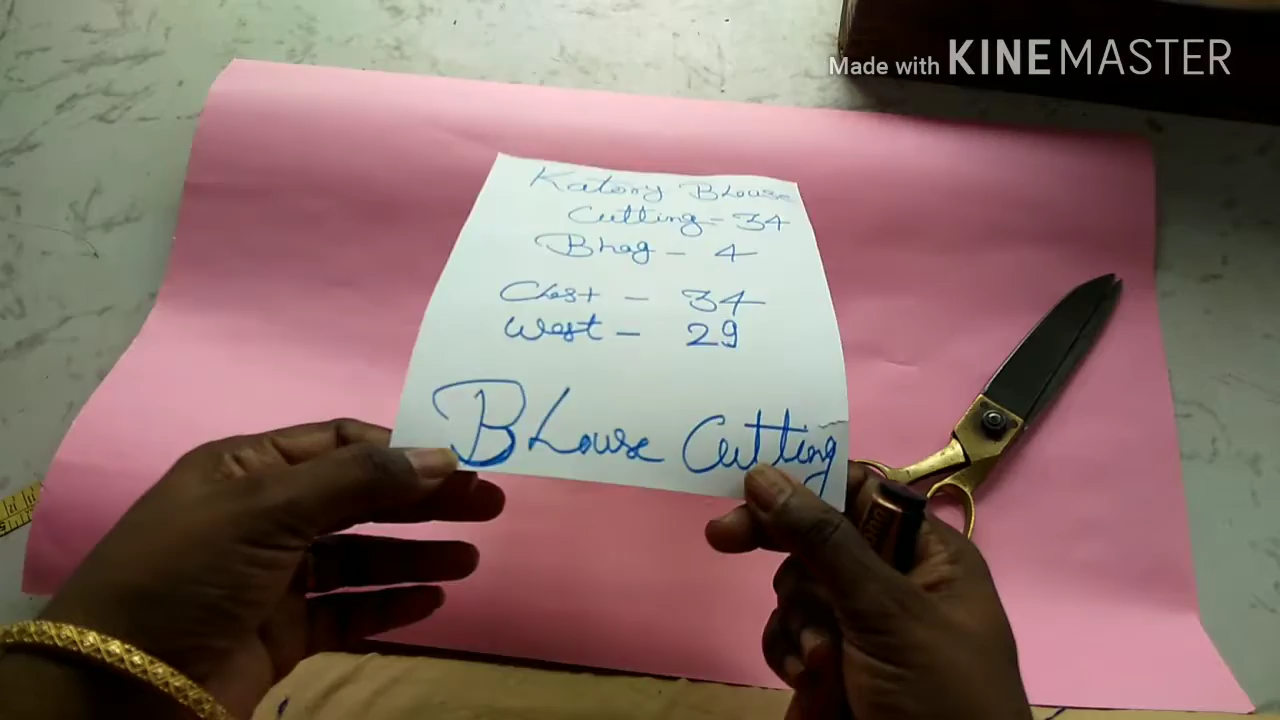 Made with KINEMASTER
Katory Blouse
Cutting - 34
Bhag - 4
Chest - 34
West - 29
Blouse Cutting